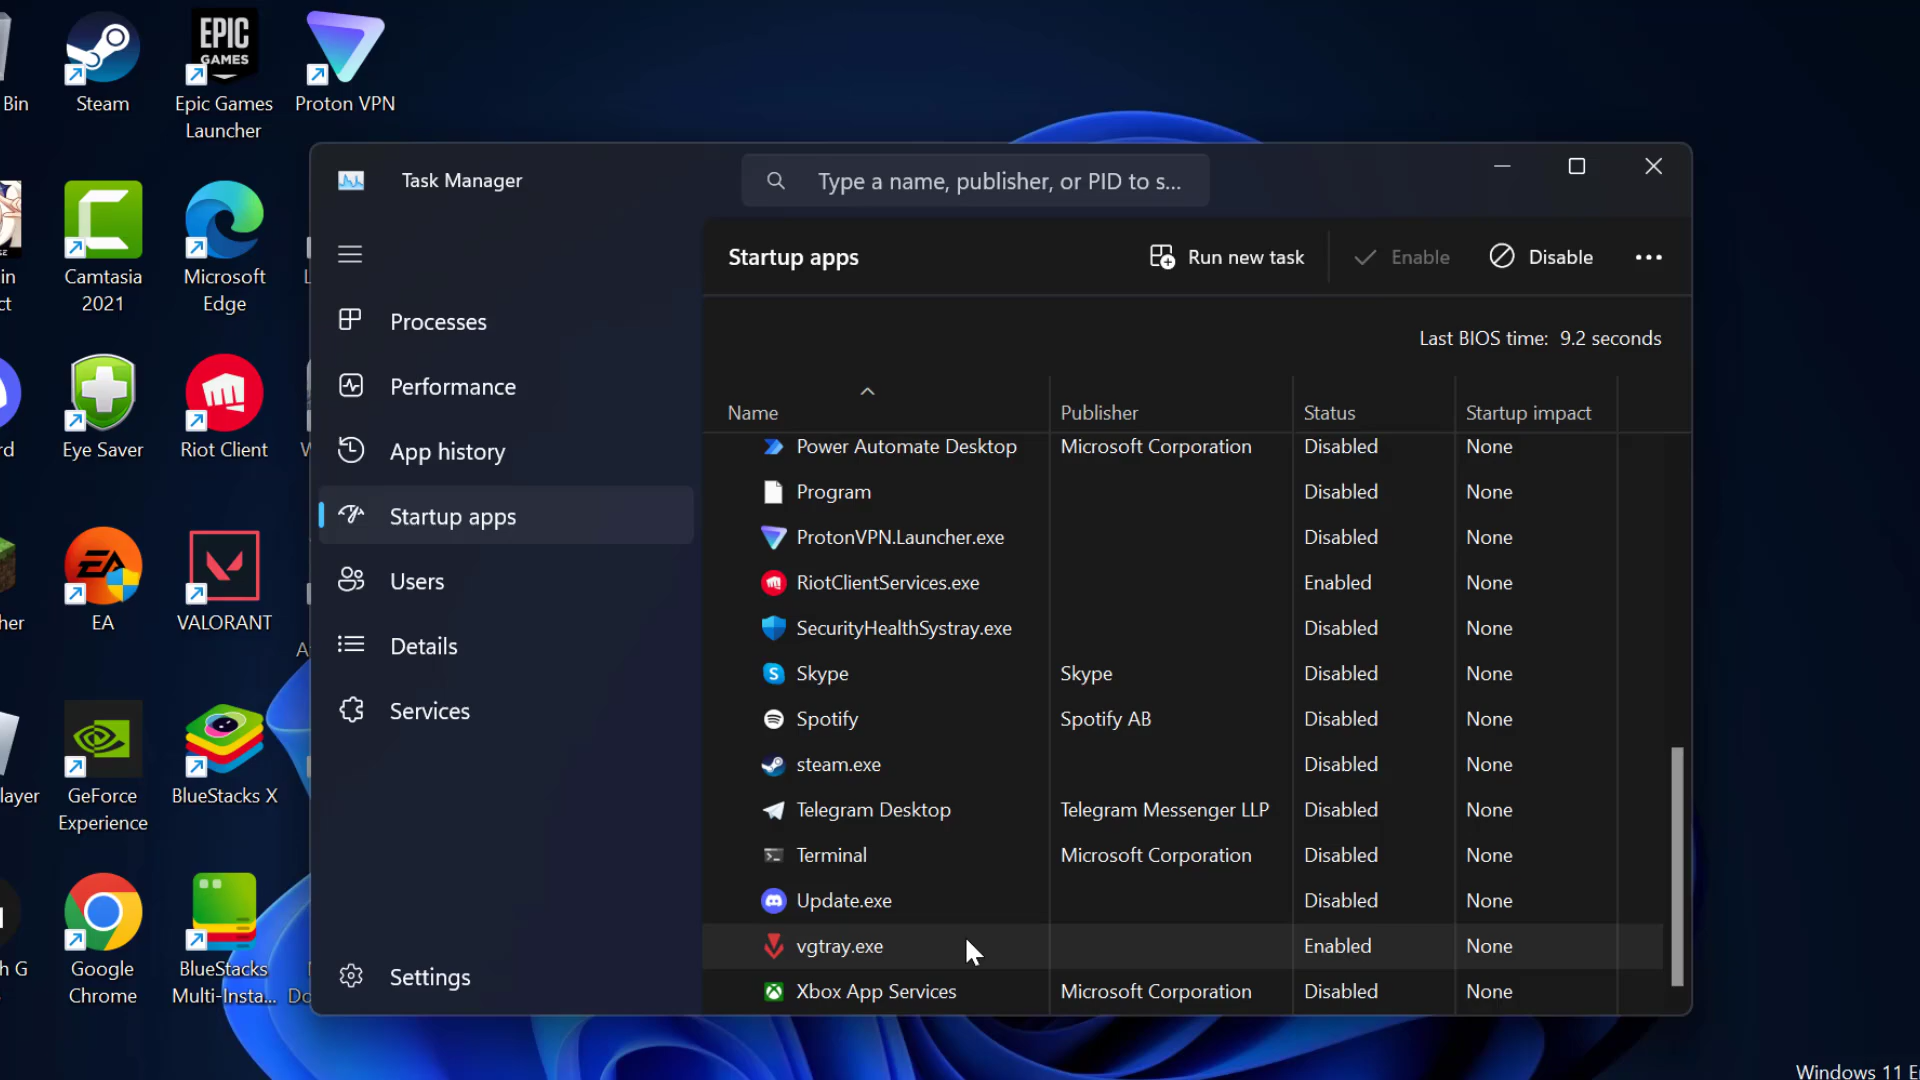 EPIC
GAMES
Bin
Steam
Epic Games
Launcher
Proton VPN
Task Manager
Type a name, publisher, or PID to s...
Startup apps
Run new task
Enable
Disable
Last BIOS time: 9.2 seconds
Camtasia
2021
Microsoft
Edge
Processes
Performance
App history
Startup apps
Users
Details
Services
Settings
Name Publisher Status Startup impact
Power Automate Desktop Microsoft Corporation Disabled None
Program Disabled None
ProtonVPN.Launcher.exe Disabled None
RiotClientServices.exe Enabled None
SecurityHealthSystray.exe Disabled None
Skype Skype Disabled None
Spotify Spotify AB Disabled None
steam.exe Disabled None
Telegram Desktop Telegram Messenger LLP Disabled None
Terminal Microsoft Corporation Disabled None
Update.exe Disabled None
vgtray.exe Enabled None
Xbox App Services Microsoft Corporation Disabled None
Eye Saver
Riot Client
EA
EA
VALORANT
GeForce
Experience
BlueStacks X
Google
Chrome
BlueStacks
Multi-Insta...
Windows 11